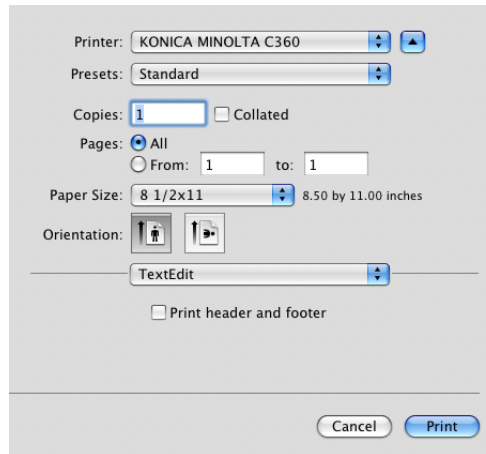 Printer: KONICA MINOLTA C360
Presets: Standard
Copies: 1 Collated
Pages: All
From: 1 to: 1
Paper Size: 8 1/2x11 8.50 by 11.00 inches
Orientation:
TextEdit
Print header and footer
Cancel Print